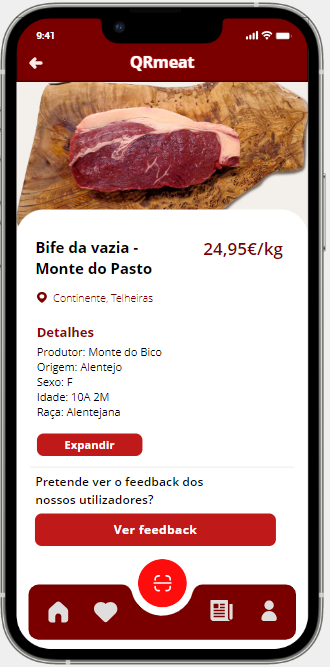 9:41
QRmeat
Bife da vazia -
Monte do Pasto
24,95€/kg
Continente, Telheiras
Detalhes
Produtor: Monte do Bico
Origem: Alentejo
Sexo: F
Idade: 10A 2M
Raça: Alentejana
Expandir
Pretende ver o feedback dos
nossos utilizadores?
Ver feedback